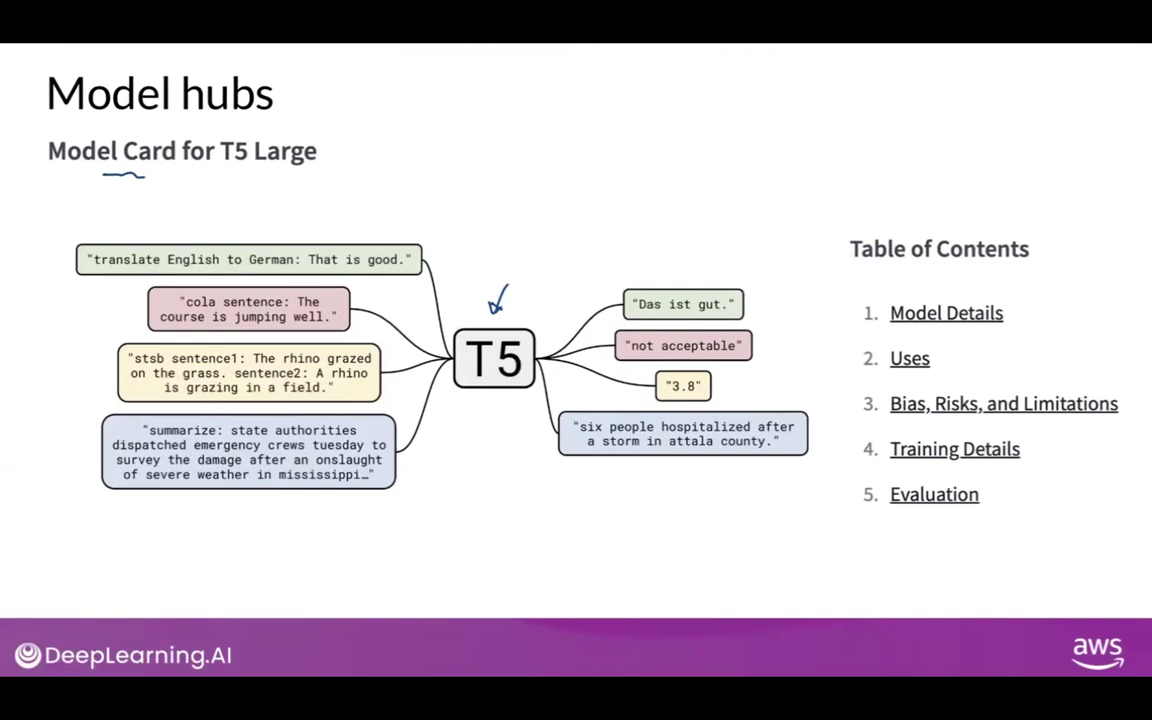 Model hubs
Model Card for T5 Large
"translate English to German: That is good."
"cola sentence: The
course is jumping well."
"stsb sentence1: The rhino grazed
on the grass. sentence2: A rhino
is grazing in a field."
"summarize: state authorities
dispatched emergency crews tuesday to
survey the damage after an onslaught
of severe weather in mississippi…"
T5
"Das ist gut."
"not acceptable"
"3.8"
"six people hospitalized after
a storm in attala county."
Table of Contents
1. Model Details
2. Uses
3. Bias, Risks, and Limitations
4. Training Details
5. Evaluation
DeepLearning.AI
aws